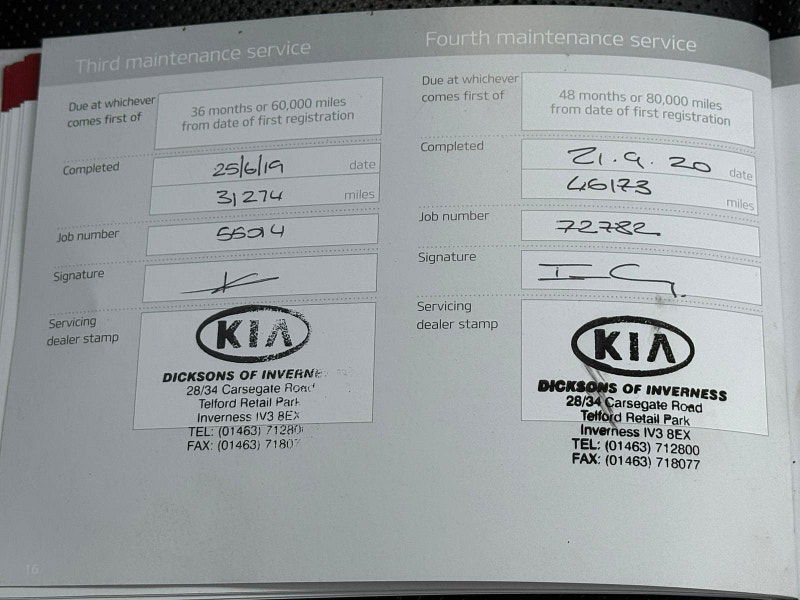 Third maintenance service
Due at whichever
comes first of
36 months or 60,000 miles
from date of first registration
Completed
25/6/19 date
31274 miles
Job number
55014
Signature
Servicing
dealer stamp
KIA
DICKSONS OF INVERNE
28/34 Carsegate Road
Telford Retail Park
Inverness IV3 8EX
TEL: (01463) 71280
FAX: (01463) 71807
16
Fourth maintenance service
Due at whichever
comes first of
48 months or 80,000 miles
from date of first registration
Completed
21.9.20 date
46173
miles
Job number
72782
Signature
I-G.
Servicing
dealer stamp
KIA
DICKSONS OF INVERNESS
28/34 Carsegate Road
Telford Retail Park
Inverness IV3 8EX
TEL: (01463) 712800
FAX: (01463) 718077